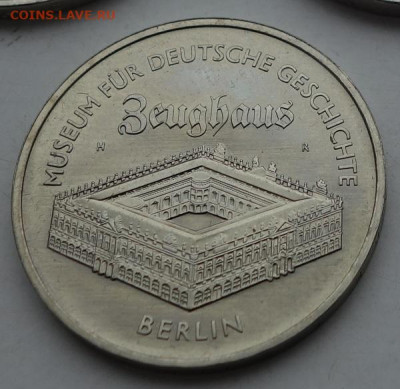 COINS.LAVE.RU
MUSEUM FÜR DEUTSCHE GESCHICHTE
Zeughaus
H R
BERLIN